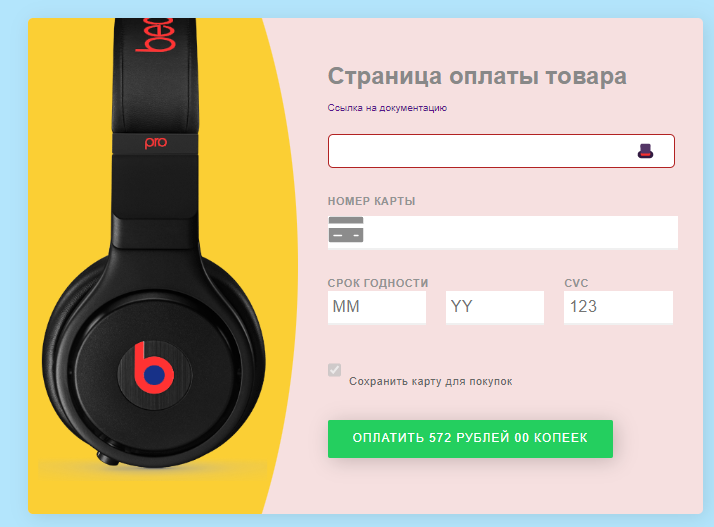 beats
pro
b
Страница оплаты товара
Ссылка на документацию
НОМЕР КАРТЫ
СРОК ГОДНОСТИ
CVC
MM
YY
123
Сохранить карту для покупок
ОПЛАТИТЬ 572 РУБЛЕЙ 00 КОПЕЕК